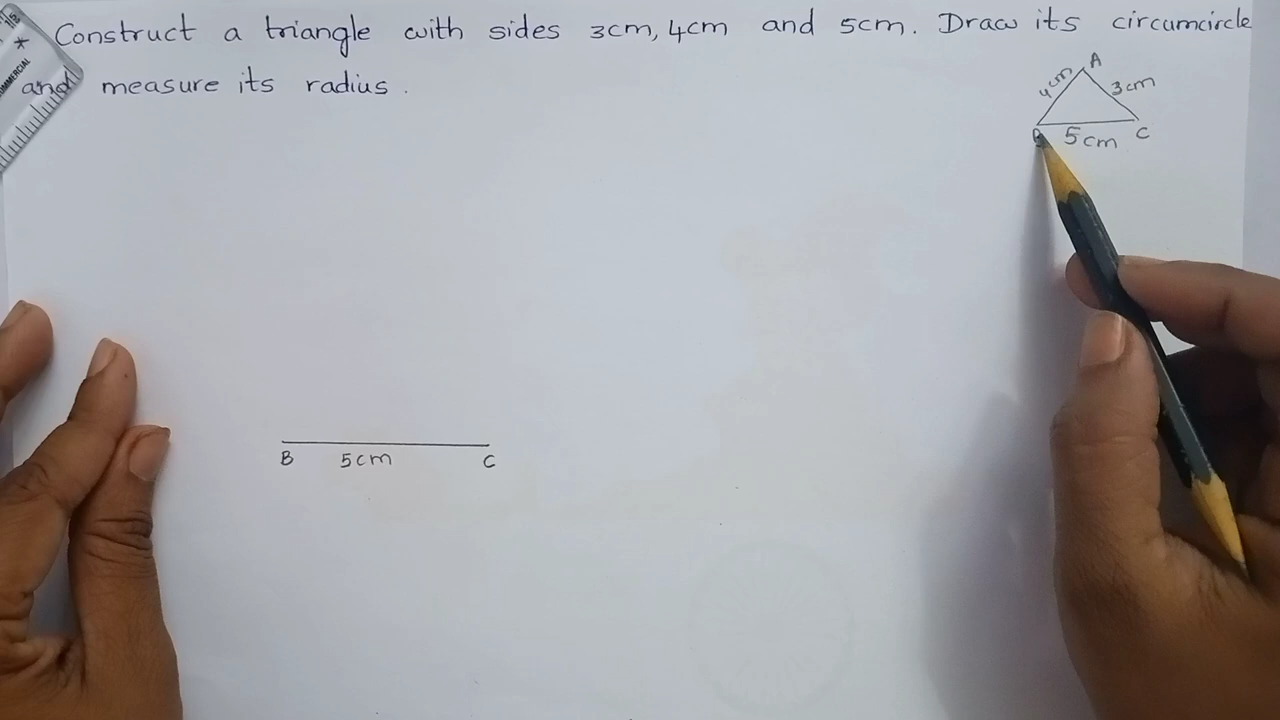 Construct a triangle with sides 3cm, 4cm and 5cm. Draw its circumcircle
and measure its radius.
A
4cm 3cm
B 5cm C
B 5cm C